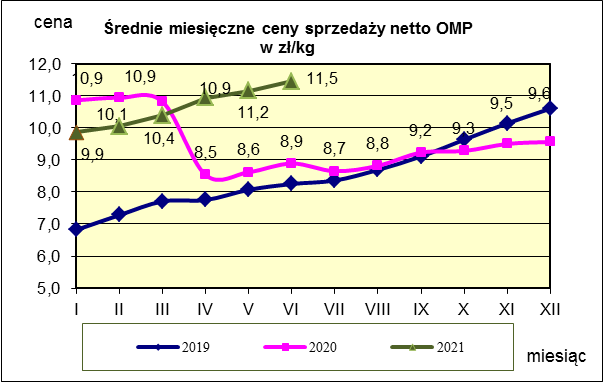 cena
Średnie miesięczne ceny sprzedaży netto OMP
w zł/kg
12,0
11,0
10,0
9,0
8,0
7,0
6,0
5,0
10,9 10,9 10,9 11,5
10,1 11,2 9,5 9,6
9,9 10,4 8,5 8,6 8,9 8,7 8,8 9,2 9,3
I II III IV V VI VII VIII IX X XI XII
2019 2020 2021
miesiąc